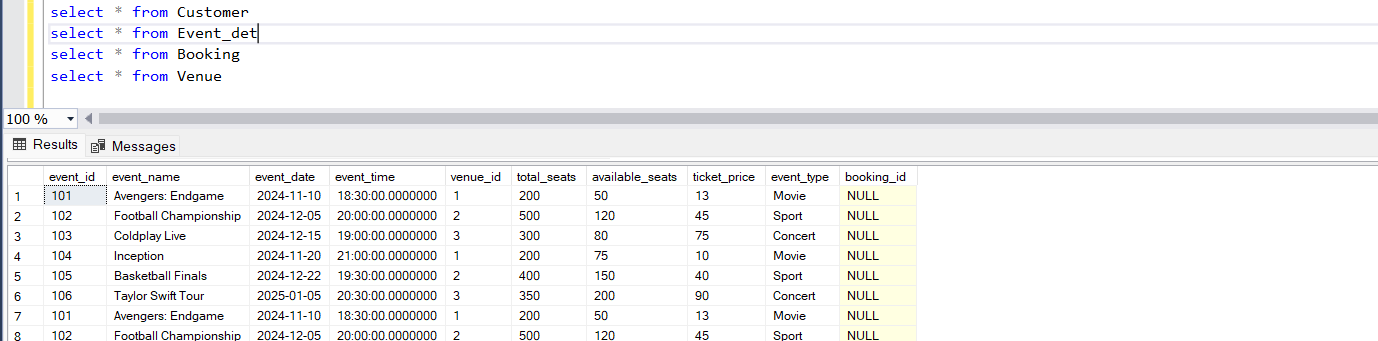 select * from Customer
select * from Event_det
select * from Booking
select * from Venue
100 %
Results Messages
event_id event_name event_date event_time venue_id total_seats available_seats ticket_price event_type booking_id
1 101 Avengers: Endgame 2024-11-10 18:30:00.0000000 1 200 50 13 Movie NULL
2 102 Football Championship 2024-12-05 20:00:00.0000000 2 500 120 45 Sport NULL
3 103 Coldplay Live 2024-12-15 19:00:00.0000000 3 300 80 75 Concert NULL
4 104 Inception 2024-11-20 21:00:00.0000000 1 200 75 10 Movie NULL
5 105 Basketball Finals 2024-12-22 19:30:00.0000000 2 400 150 40 Sport NULL
6 106 Taylor Swift Tour 2025-01-05 20:30:00.0000000 3 350 200 90 Concert NULL
7 101 Avengers: Endgame 2024-11-10 18:30:00.0000000 1 200 50 13 Movie NULL
8 102 Football Championship 2024-12-05 20:00:00.0000000 2 500 120 45 Sport NULL